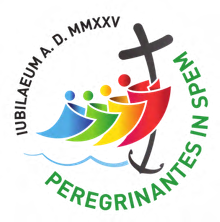 IUBILAEUM A. D. MMXXV
PEREGRINANTES IN SPEM